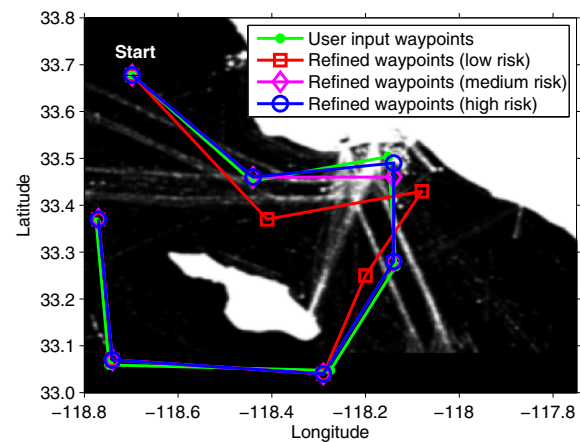 33.8
33.7
33.6
33.5
33.4
33.3
33.2
33.1
33.0
Latitude
Start
User input waypoints
Refined waypoints (low risk)
Refined waypoints (medium risk)
Refined waypoints (high risk)
−118.8 −118.6 −118.4 −118.2 −118 −117.8
Longitude